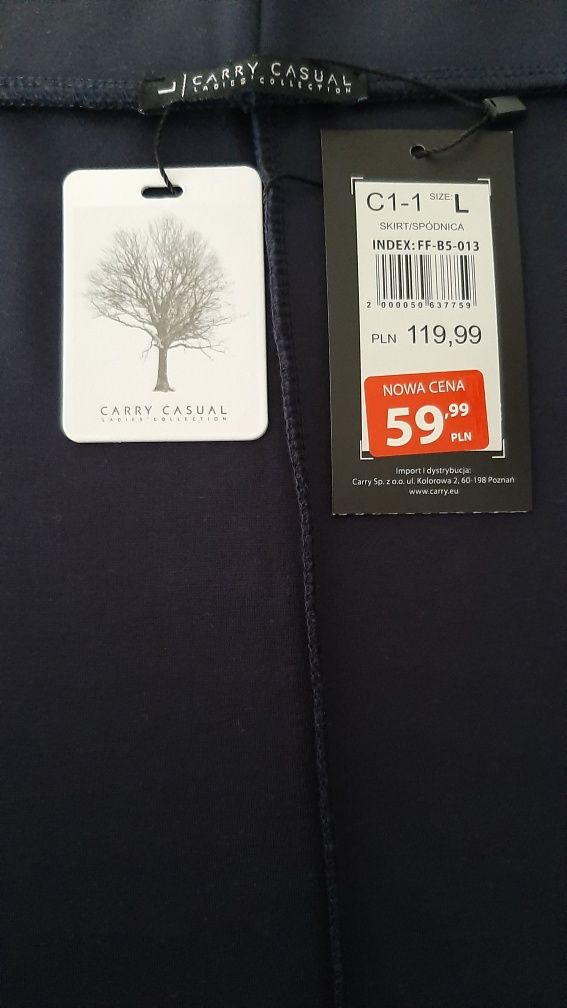 L CARRY CASUAL
LADIES' COLLECTION
CARRY CASUAL
LADIES' COLLECTION
C1-1 SIZE: L
SKIRT/SPÓDNICA
INDEX: FF-B5-013
2 000050 637759
PLN 119,99
NOWA CENA
59,99
PLN
Import i dystrybucja:
Carry Sp. z o.o. ul. Kolorowa 2, 60-198 Poznań
www.carry.eu